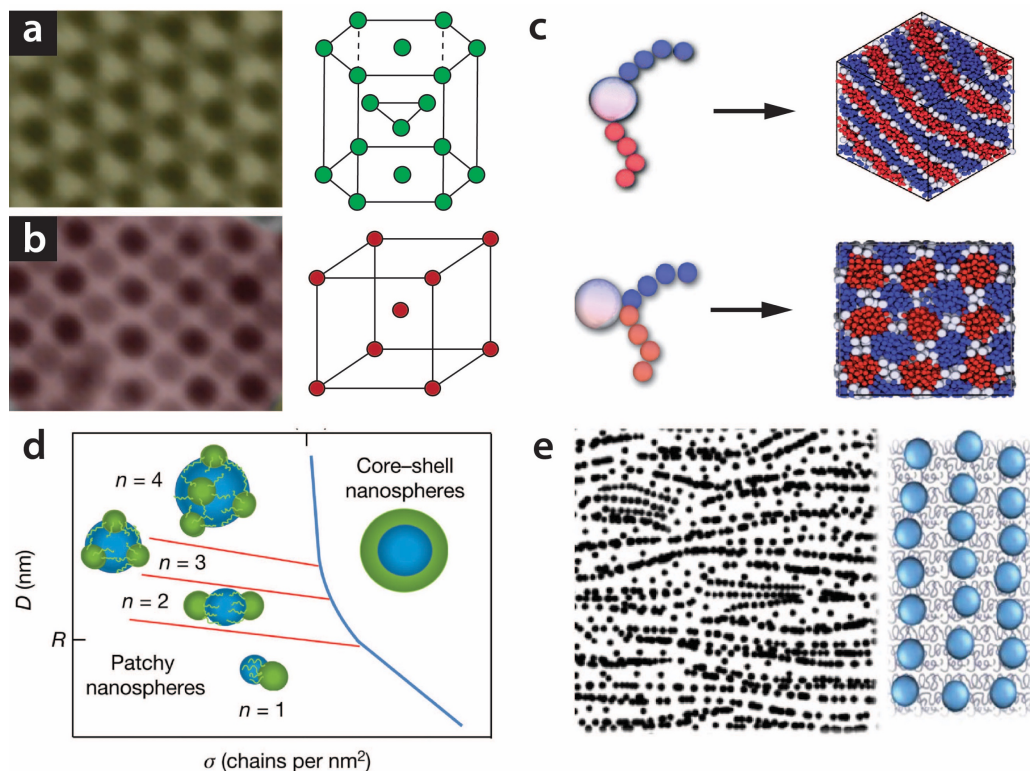 a
b
c
d
n = 4
n = 3
n = 2
n = 1
Core–shell
nanospheres
Patchy
nanospheres
D (nm)
R
σ (chains per nm²)
e